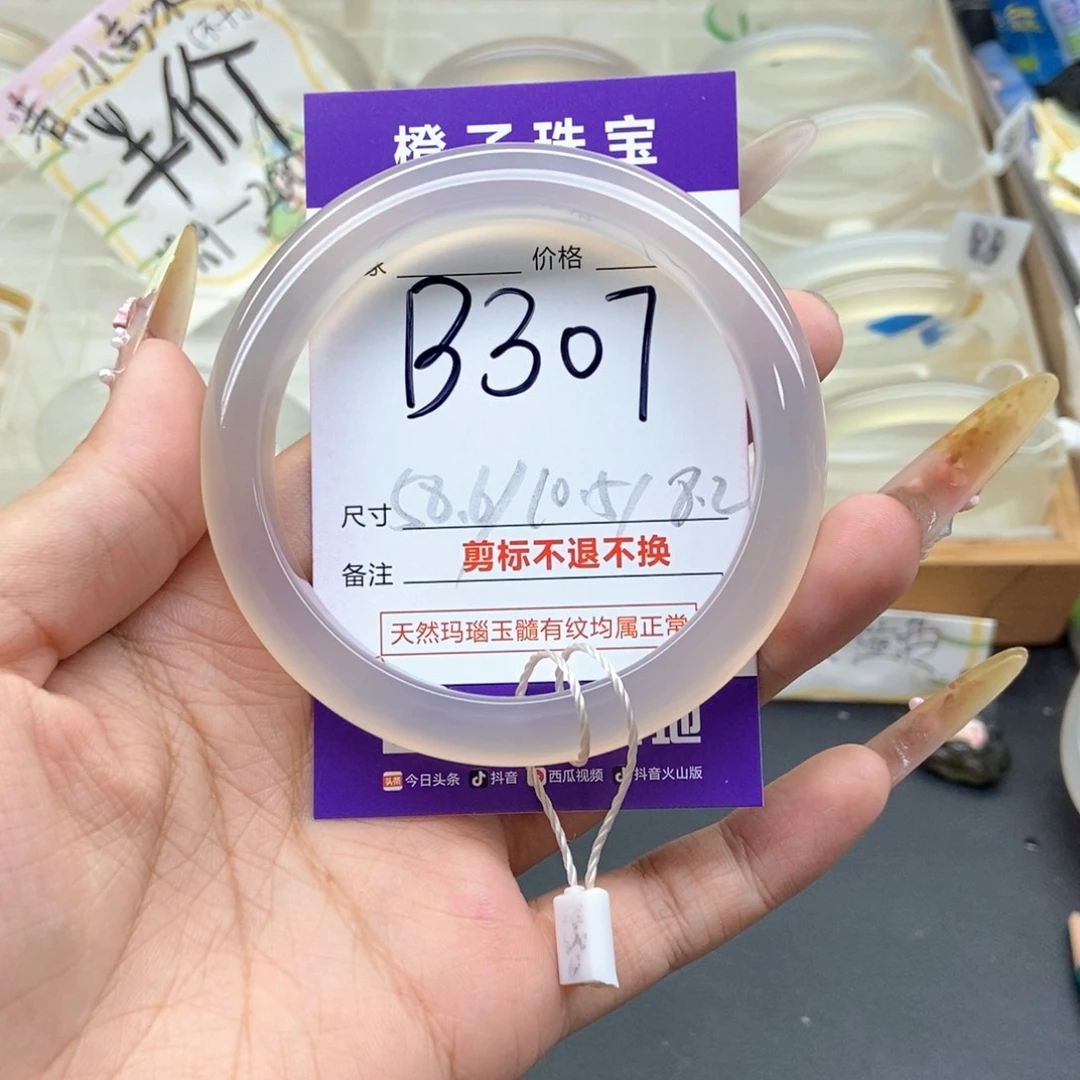 特价
橙子珠宝
价格
B307
尺寸 58.6/10.5/8.2
备注 剪标不退不换
天然玛瑙玉髓有纹均属正常
今日头条 抖音 西瓜视频 抖音火山版